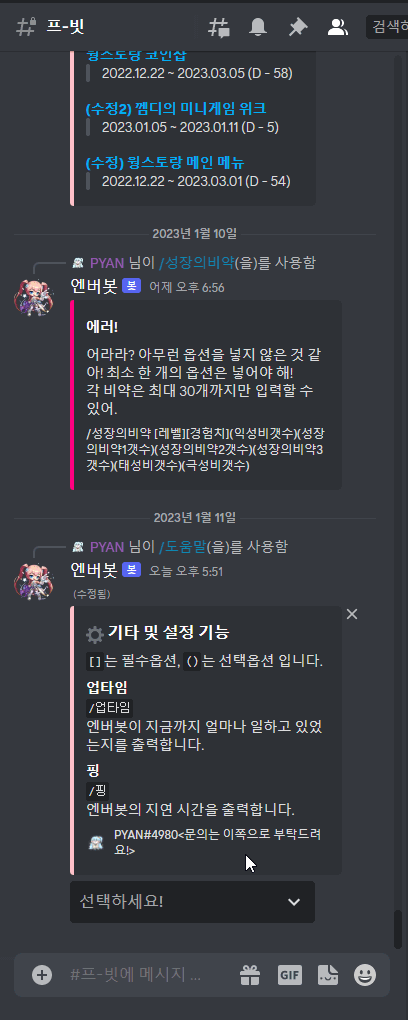 프-빗
검색하
웡스토랑 코인샵
2022.12.22 ~ 2023.03.05 (D - 58)
(수정2) 껨디의 미니게임 위크
2023.01.05 ~ 2023.01.11 (D - 5)
(수정) 웡스토랑 메인 메뉴
2022.12.22 ~ 2023.03.01 (D - 54)
2023년 1월 10일
PYAN 님이 /성장의비약(을)를 사용함
엔버봇 봇 어제 오후 6:56
에러!
어라라? 아무런 옵션을 넣지 않은 것 같
아! 최소 한 개의 옵션은 넣어야 해!
각 비약은 최대 30개까지만 입력할 수
있어.
/성장의비약 [레벨][경험치](익성비갯수)(성장
의비약1갯수)(성장의비약2갯수)(성장의비약3
갯수)(태성비갯수)(극성비갯수)
2023년 1월 11일
PYAN 님이 /도움말(을)를 사용함
엔버봇 봇 오늘 오후 5:51
(수정됨)
기타 및 설정 기능
[]는 필수옵션, ()는 선택옵션 입니다.
업타임
/업타임
엔버봇이 지금까지 얼마나 일하고 있었
는지를 출력합니다.
핑
/핑
엔버봇의 지연 시간을 출력합니다.
PYAN#4980<문의는 이쪽으로 부탁드려
요!>
선택하세요!
#프-빗에 메시지 ...
GIF